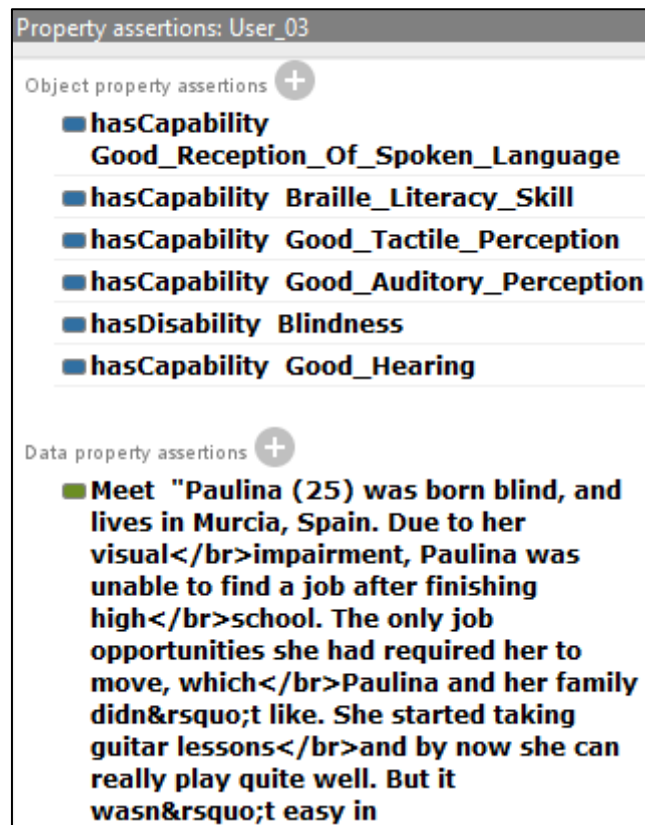 Property assertions: User_03
Object property assertions
hasCapability
Good_Reception_Of_Spoken_Language
hasCapability Braille_Literacy_Skill
hasCapability Good_Tactile_Perception
hasCapability Good_Auditory_Perception
hasDisability Blindness
hasCapability Good_Hearing
Data property assertions
Meet "Paulina (25) was born blind, and
lives in Murcia, Spain. Due to her
visual</br>impairment, Paulina was
unable to find a job after finishing
high</br>school. The only job
opportunities she had required her to
move, which</br>Paulina and her family
didn&rsquo;t like. She started taking
guitar lessons</br>and by now she can
really play quite well. But it
wasn&rsquo;t easy in